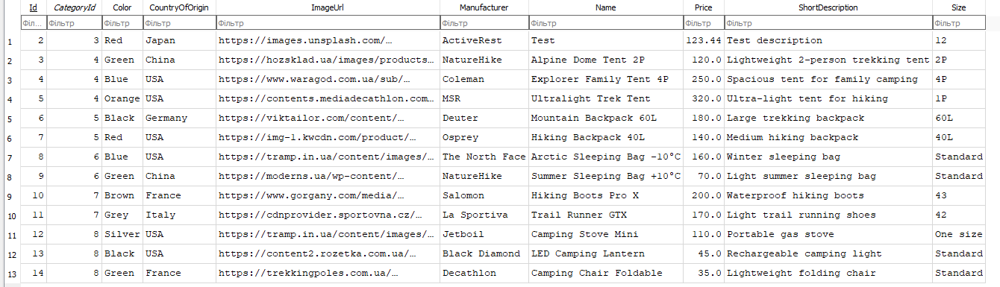 Id CategoryId Color CountryOfOrigin ImageUrl Manufacturer Name Price ShortDescription Size
Філ... Фільтр Фільтр Фільтр Фільтр Фільтр Фільтр Фільтр Фільтр Фільтр
1 2 3 Red Japan https://images.unsplash.com/… ActiveRest Test 123.44 Test description 12
2 3 4 Green China https://hozsklad.ua/images/products… NatureHike Alpine Dome Tent 2P 120.0 Lightweight 2-person trekking tent 2P
3 4 4 Blue USA https://www.waragod.com.ua/sub/… Coleman Explorer Family Tent 4P 250.0 Spacious tent for family camping 4P
4 5 4 Orange USA https://contents.mediadecathlon.com… MSR Ultralight Trek Tent 320.0 Ultra-light tent for hiking 1P
5 6 5 Black Germany https://viktailor.com/content/… Deuter Mountain Backpack 60L 180.0 Large trekking backpack 60L
6 7 5 Red USA https://img-1.kwcdn.com/product/… Osprey Hiking Backpack 40L 140.0 Medium hiking backpack 40L
7 8 6 Blue USA https://tramp.in.ua/content/images/… The North Face Arctic Sleeping Bag -10°C 160.0 Winter sleeping bag Standard
8 9 6 Green China https://moderns.ua/wp-content/… NatureHike Summer Sleeping Bag +10°C 70.0 Light summer sleeping bag Standard
9 10 7 Brown France https://www.gorgany.com/media/… Salomon Hiking Boots Pro X 200.0 Waterproof hiking boots 43
10 11 7 Grey Italy https://cdnprovider.sportovna.cz/… La Sportiva Trail Runner GTX 170.0 Light trail running shoes 42
11 12 8 Silver USA https://tramp.in.ua/content/images/… Jetboil Camping Stove Mini 110.0 Portable gas stove One size
12 13 8 Black USA https://content2.rozetka.com.ua/… Black Diamond LED Camping Lantern 45.0 Rechargeable camping light Standard
13 14 8 Green France https://trekkingpoles.com.ua/… Decathlon Camping Chair Foldable 35.0 Lightweight folding chair Standard